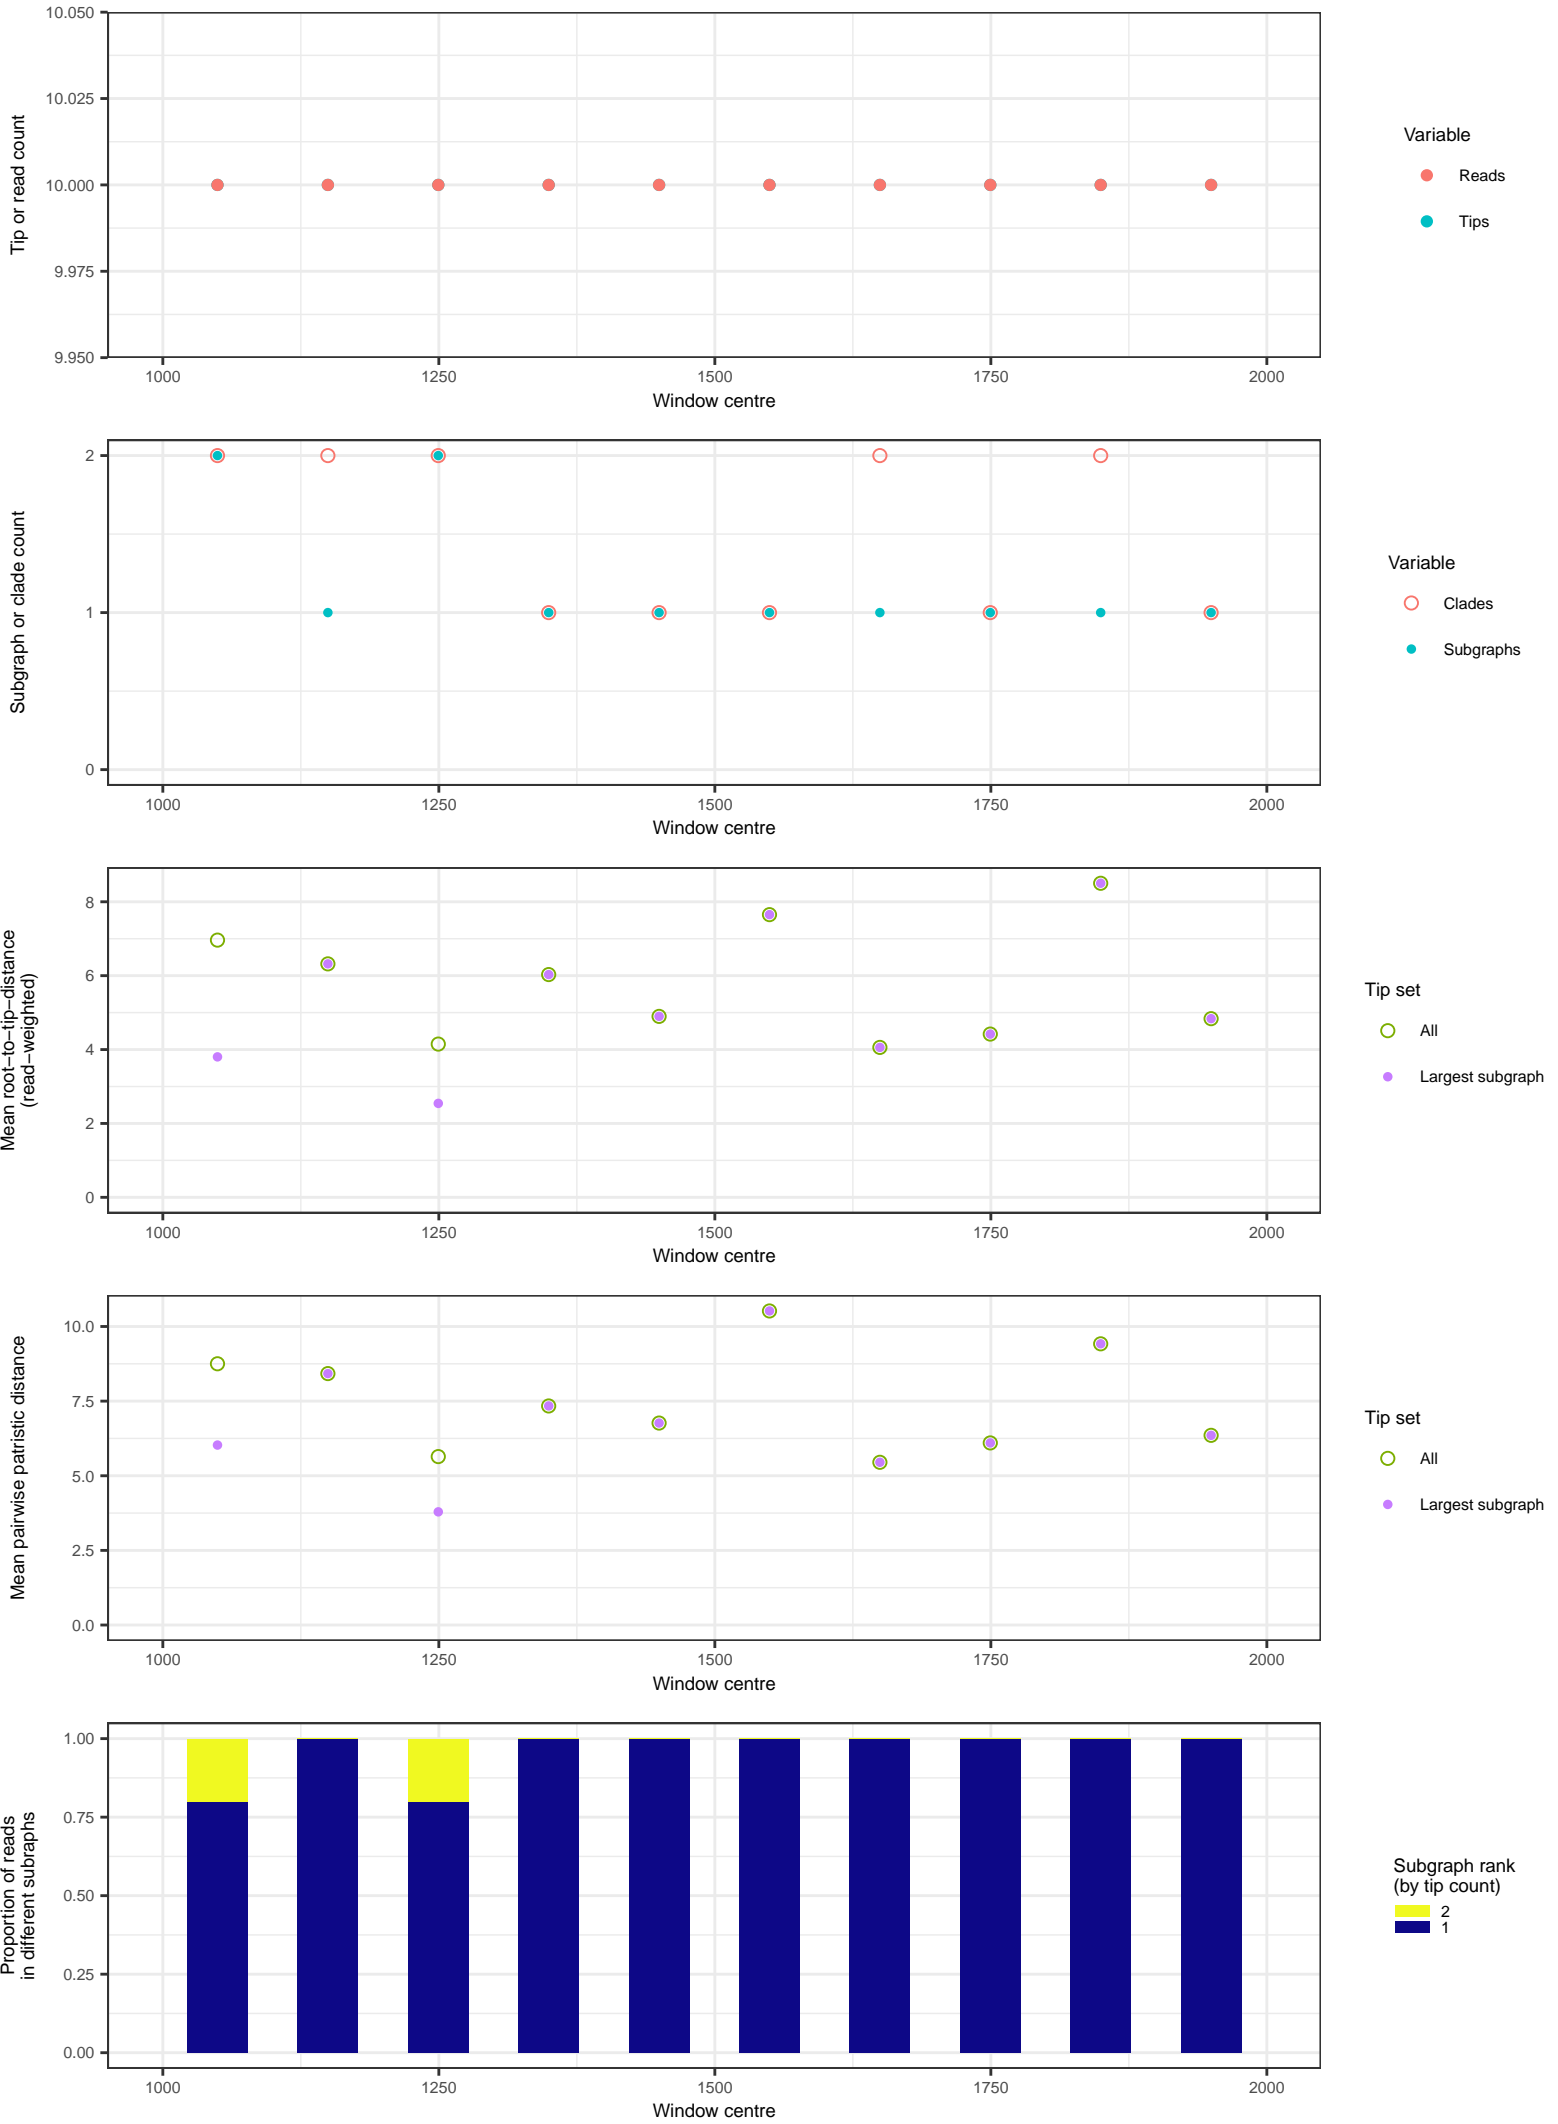 10.050
10.025
10.000
9.975
9.950
Tip or read count
1000 1250 1500 1750 2000
Window centre
Variable
Reads
Tips
2
1
0
Subgraph or clade count
1000 1250 1500 1750 2000
Window centre
Variable
Clades
Subgraphs
8
6
4
2
0
Mean root−to−tip−distance
(read−weighted)
1000 1250 1500 1750 2000
Window centre
Tip set
All
Largest subgraph
10.0
7.5
5.0
2.5
0.0
Mean pairwise patristic distance
1000 1250 1500 1750 2000
Window centre
Tip set
All
Largest subgraph
1.00
0.75
0.50
0.25
0.00
Proportion of reads
in different subraphs
1000 1250 1500 1750 2000
Window centre
Subgraph rank
(by tip count)
2
1